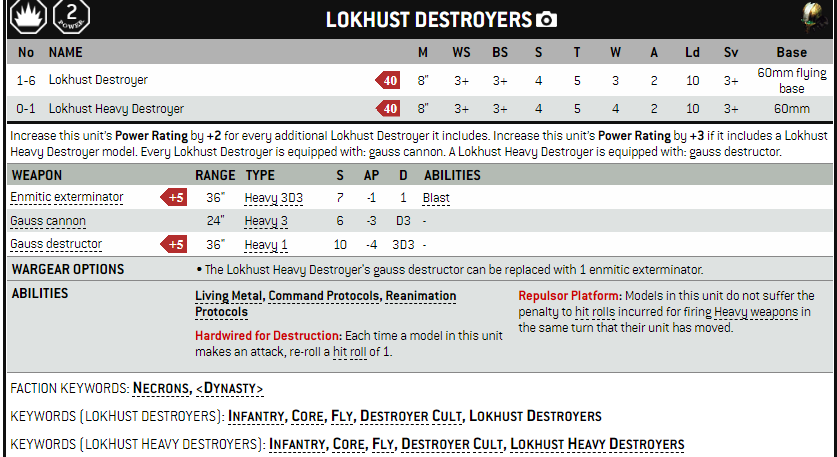 2
POWER
LOKHUST DESTROYERS
No NAME M WS BS S T W A Ld Sv Base
1-6 Lokhust Destroyer 40 8" 3+ 3+ 4 5 3 2 10 3+ 60mm flying base
0-1 Lokhust Heavy Destroyer 40 8" 3+ 3+ 4 5 4 2 10 3+ 60mm
Increase this unit's Power Rating by +2 for every additional Lokhust Destroyer it includes. Increase this unit's Power Rating by +3 if it includes a Lokhust
Heavy Destroyer model. Every Lokhust Destroyer is equipped with: gauss cannon. A Lokhust Heavy Destroyer is equipped with: gauss destructor.
WEAPON RANGE TYPE S AP D ABILITIES
Enmitic exterminator +5 36" Heavy 3D3 7 -1 1 Blast
Gauss cannon 24" Heavy 3 6 -3 D3 -
Gauss destructor +5 36" Heavy 1 10 -4 3D3 -
WARGEAR OPTIONS • The Lokhust Heavy Destroyer's gauss destructor can be replaced with 1 enmitic exterminator.
ABILITIES
Living Metal, Command Protocols, Reanimation
Protocols
Hardwired for Destruction: Each time a model in this unit
makes an attack, re-roll a hit roll of 1.
Repulsor Platform: Models in this unit do not suffer the
penalty to hit rolls incurred for firing Heavy weapons in
the same turn that their unit has moved.
FACTION KEYWORDS: NECRONS, <DYNASTY>
KEYWORDS (LOKHUST DESTROYERS): INFANTRY, CORE, FLY, DESTROYER CULT, LOKHUST DESTROYERS
KEYWORDS (LOKHUST HEAVY DESTROYERS): INFANTRY, CORE, FLY, DESTROYER CULT, LOKHUST HEAVY DESTROYERS